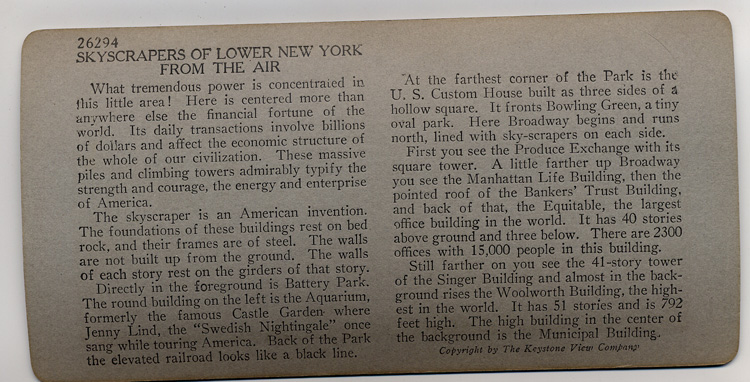 26294
SKYSCRAPERS OF LOWER NEW YORK
FROM THE AIR
What tremendous power is concentrated in
this little area! Here is centered more than
anywhere else the financial fortune of the
world. Its daily transactions involve billions
of dollars and affect the economic structure of
the whole of our civilization. These massive
piles and climbing towers admirably typify the
strength and courage, the energy and enterprise
of America.
The skyscraper is an American invention.
The foundations of these buildings rest on bed
rock, and their frames are of steel. The walls
are not built up from the ground. The walls
of each story rest on the girders of that story.
Directly in the foreground is Battery Park.
The round building on the left is the Aquarium,
formerly the famous Castle Garden where
Jenny Lind, the "Swedish Nightingale" once
sang while touring America. Back of the Park
the elevated railroad looks like a black line.
At the farthest corner of the Park is the
U. S. Custom House built as three sides of a
hollow square. It fronts Bowling Green, a tiny
oval park. Here Broadway begins and runs
north, lined with sky-scrapers on each side.
First you see the Produce Exchange with its
square tower. A little farther up Broadway
you see the Manhattan Life Building, then the
pointed roof of the Bankers' Trust Building,
and back of that, the Equitable, the largest
office building in the world. It has 40 stories
above ground and three below. There are 2300
offices with 15,000 people in this building.
Still farther on you see the 41-story tower
of the Singer Building and almost in the back-
ground rises the Woolworth Building, the high-
est in the world. It has 51 stories and is 792
feet high. The high building in the center of
the background is the Municipal Building.
Copyright by The Keystone View Company